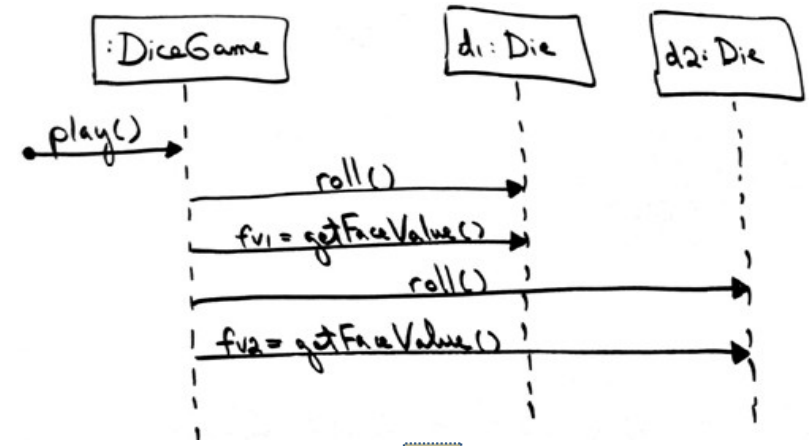 :DiceGame
d1: Die
d2: Die
play()
roll()
fv1 = getFaceValue()
roll()
fv2 = getFaceValue()